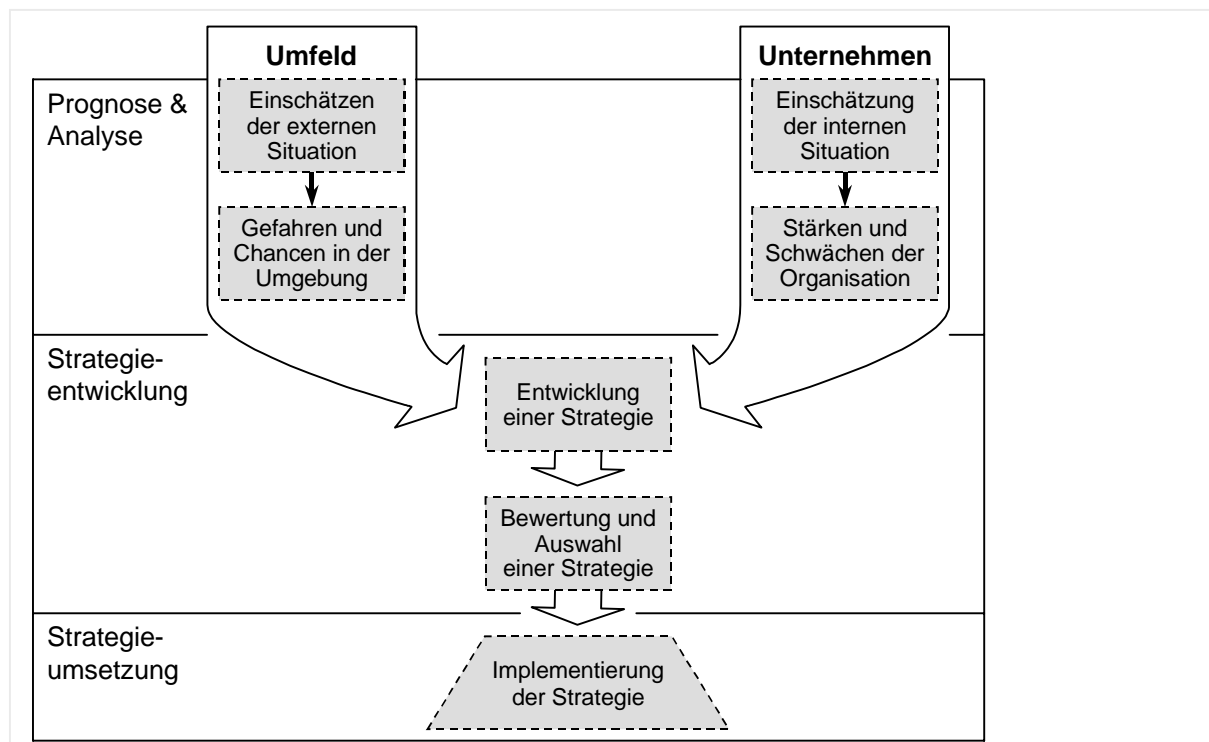 Umfeld
Unternehmen
Prognose &
Analyse
Einschätzen
der externen
Situation
Einschätzung
der internen
Situation
Gefahren und
Chancen in der
Umgebung
Stärken und
Schwächen der
Organisation
Strategie-
entwicklung
Entwicklung
einer Strategie
Bewertung und
Auswahl
einer Strategie
Strategie-
umsetzung
Implementierung
der Strategie